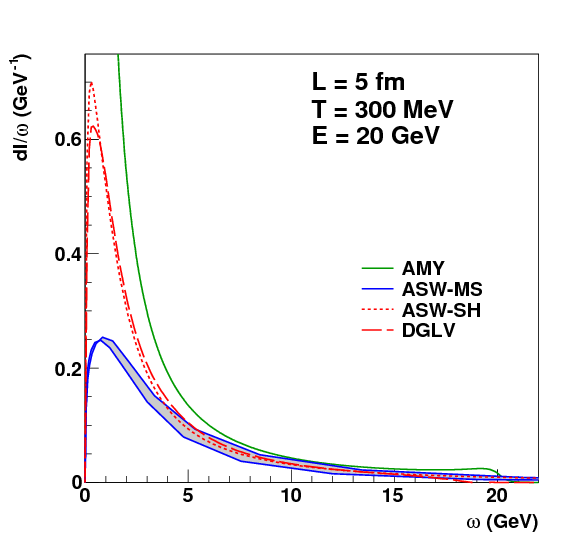 dI/ω (GeV⁻¹)
L = 5 fm
T = 300 MeV
E = 20 GeV
0.6
0.4
AMY
ASW-MS
ASW-SH
DGLV
0.2
0
0 5 10 15 20
ω (GeV)